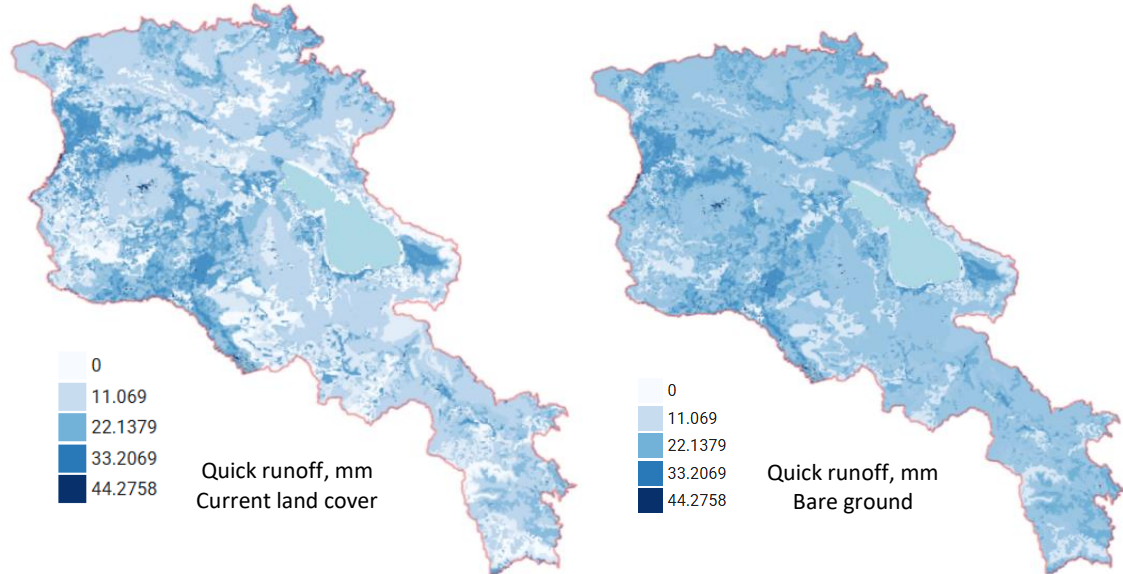 0
11.069
22.1379
33.2069
44.2758
Quick runoff, mm
Current land cover
0
11.069
22.1379
33.2069
44.2758
Quick runoff, mm
Bare ground